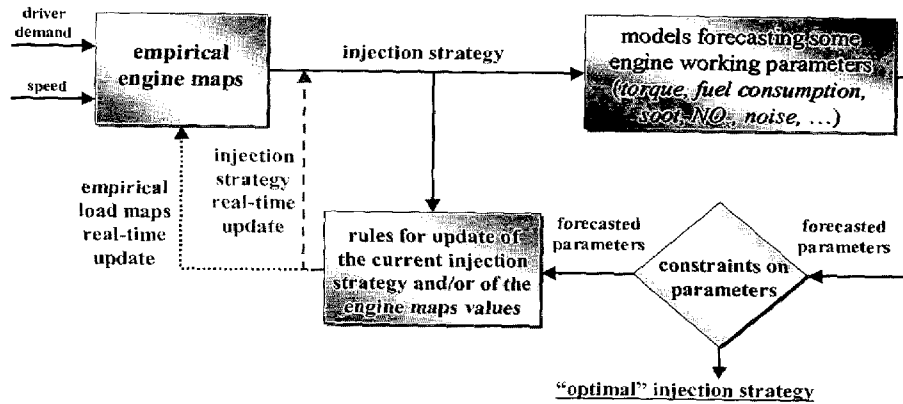 driver
demand
speed
empirical
engine maps
injection strategy
models forecasting some
engine working parameters
(torque, fuel consumption,
soot, NO, noise, …)
injection
strategy
real-time
update
empirical
load maps
real-time
update
rules for update of
the current injection
strategy and/or of the
engine maps values
forecasted
parameters
constraints on
parameters
forecasted
parameters
"optimal" injection strategy